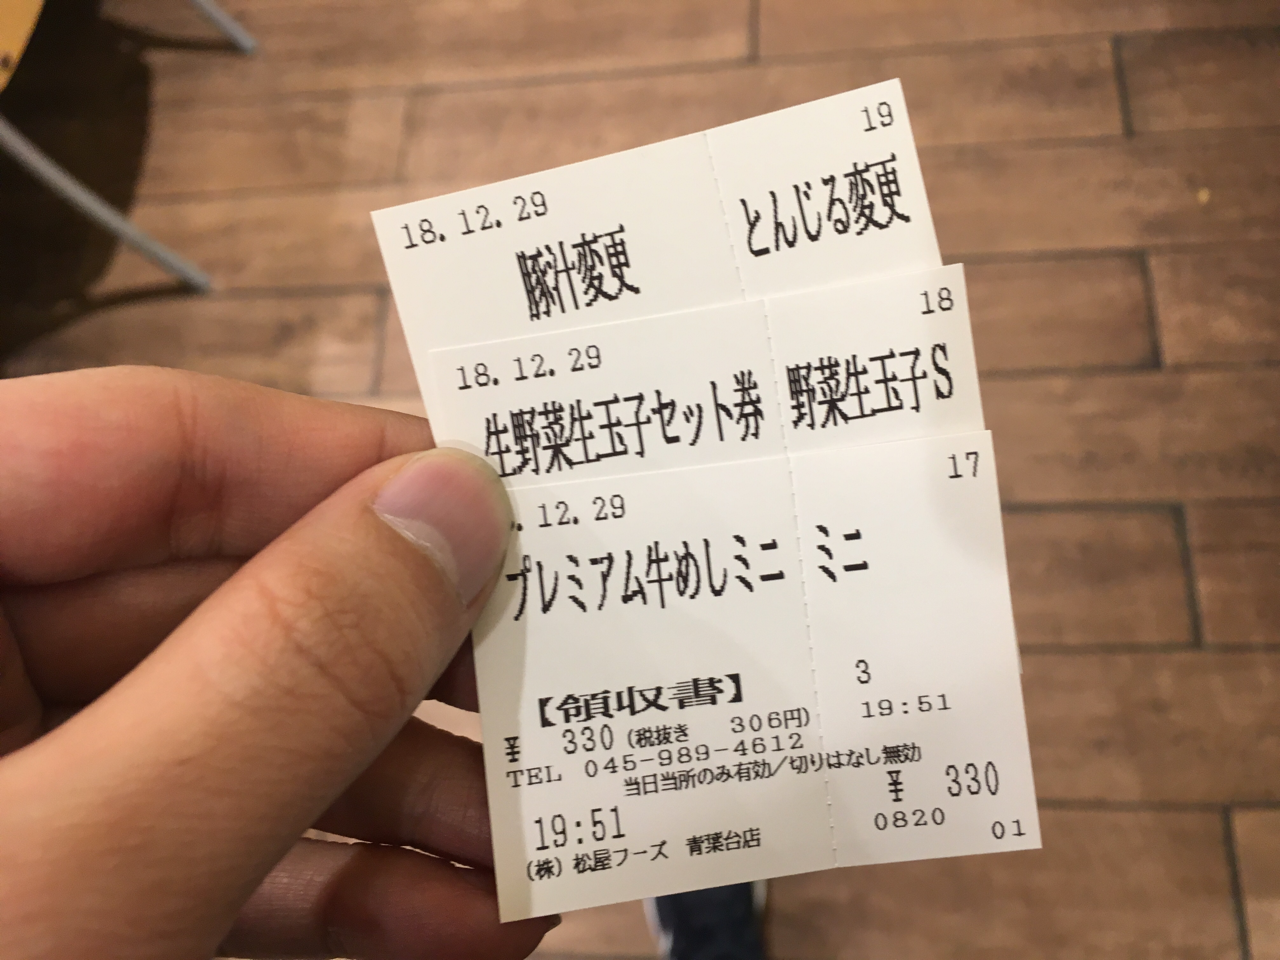 19
18.12.29
豚汁変更 とんじる変更
18
18.12.29
生野菜生玉子セット券 野菜生玉子S
17
. 12.29
プレミアム牛めしミニ ミニ
【領収書】
3
¥ 330 (税抜き 306円)
19:51
TEL 045-989-4612
当日当所のみ有効/切りはなし無効
19:51
¥ 330
0820
(株) 松屋フーズ 青葉台店
01